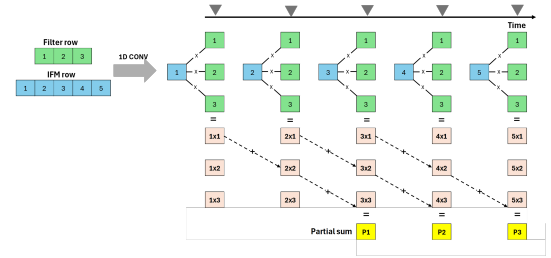 Time
Filter row
1 2 3
IFM row
1 2 3 4 5
1D CONV
1 1 1 1 1
x x x x x
1 x 2 2 x 2 3 x 2 4 x 2 5 x 2
x x x x x
3 3 3 3 3
= = = = =
1x1 2x1 3x1 4x1 5x1
+ + +
1x2 2x2 3x2 4x2 5x2
+ + +
1x3 2x3 3x3 4x3 5x3
= = =
Partial sum P1 P2 P3